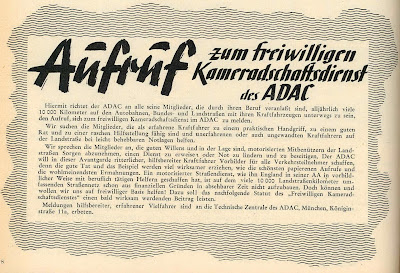 Aufruf
zum freiwilligen
Kameradschaftsdienst
des ADAC
Hiermit richtet der ADAC an alle seine Mitglieder, die durch ihren Beruf veranlaßt sind, alljährlich viele
10 000 Kilometer auf den Autobahnen, Bundes- und Landstraßen mit ihren Kraftfahrzeugen unterwegs zu sein,
den Aufruf, sich zum freiwilligen Kameradschaftsdienst im ADAC zu melden.
Wir suchen die Mitglieder, die als erfahrene Kraftfahrer zu einem praktischen Handgriff, zu einem guten
Rat und zu einer raschen Hilfestellung fähig sind und unerfahrenen oder auch ungewandten Kraftfahrern auf
der Landstraße bei leicht behebbaren Notlagen helfen.
Wir sprechen die Mitglieder an, die guten Willens und in der Lage sind, motorisierten Mitbenützern der Land-
straßen Sorgen abzunehmen, einen Dienst zu erweisen oder Not zu lindern und zu beseitigen. Der ADAC
will in dieser Avantgarde ritterlicher, hilfsbereiter Kraftfahrer Vorbilder für alle Verkehrsteilnehmer schaffen,
denn die gute Tat und das Beispiel werden viel wirksamer erziehen, wie die schönsten papierenen Aufrufe und
die wohlmeinendsten Ermahnungen. Ein motorisierter Straßendienst, wie ihn England in seiner AA in vorbild-
licher Weise mit beruflich tätigen Helfern geschaffen hat, ist auf dem viele 10 000 Landstraßenkilometer um-
fassenden Straßennetz schon aus finanziellen Gründen in absehbarer Zeit nicht aufzubauen. Doch können und
wollen wir uns auf freiwilliger Basis helfen! Dazu soll das nachfolgende Statut des „Freiwilligen Kamerad-
schaftsdienstes" einen bald wirksam werdenden Beitrag leisten.
Meldungen hilfsbereiter, erfahrener Vielfahrer sind an die Technische Zentrale des ADAC, München, Königin-
straße 11a, erbeten.
8